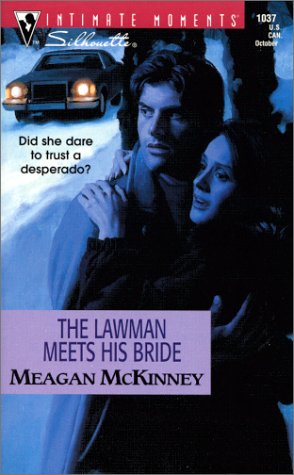 INTIMATE MOMENTS®
™
Silhouette®
1037
U.S.
CAN.
October
Did she dare
to trust a
desperado?
THE LAWMAN
MEETS HIS BRIDE
MEAGAN MCKINNEY